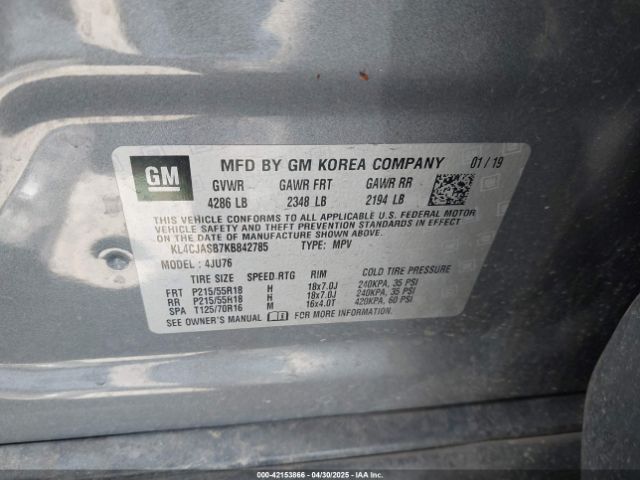 GM
MFD BY GM KOREA COMPANY 01/19
GVWR GAWR FRT GAWR RR
4286 LB 2348 LB 2194 LB
THIS VEHICLE CONFORMS TO ALL APPLICABLE U.S. FEDERAL MOTOR
VEHICLE SAFETY AND THEFT PREVENTION STANDARDS IN EFFECT ON
THE DATE OF MANUFACTURE SHOWN ABOVE.
KL4CJASB7KB842785 TYPE: MPV
MODEL: 4JU76
TIRE SIZE SPEED RTG RIM COLD TIRE PRESSURE
FRT P215/55R18 H 18x7.0J 240KPA, 35 PSI
RR P215/55R18 H 18x7.0J 240KPA, 35 PSI
SPA T125/70R16 M 16x4.0T 420KPA, 60 PSI
SEE OWNER'S MANUAL FOR MORE INFORMATION.
000-42153866 - 04/30/2025 - IAAI.com